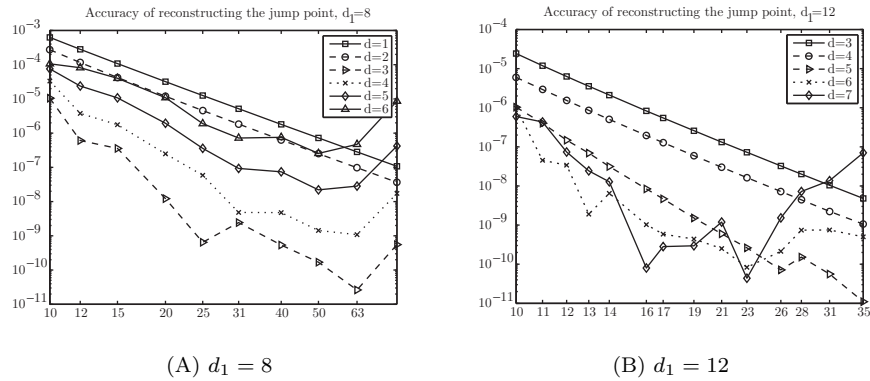 Accuracy of reconstructing the jump point, d₁=8
10⁻³
10⁻⁴
10⁻⁵
10⁻⁶
10⁻⁷
10⁻⁸
10⁻⁹
10⁻¹⁰
10⁻¹¹
10 12 15 20 25 31 40 50 63
d=1
d=2
d=3
d=4
d=5
d=6
(A) d₁ = 8
Accuracy of reconstructing the jump point, d₁=12
10⁻⁵
10⁻⁶
10⁻⁷
10⁻⁸
10⁻⁹
10⁻¹⁰
10⁻¹¹
10 11 12 13 14 16 17 19 21 23 26 28 31 35
d=3
d=4
d=5
d=6
d=7
(B) d₁ = 12